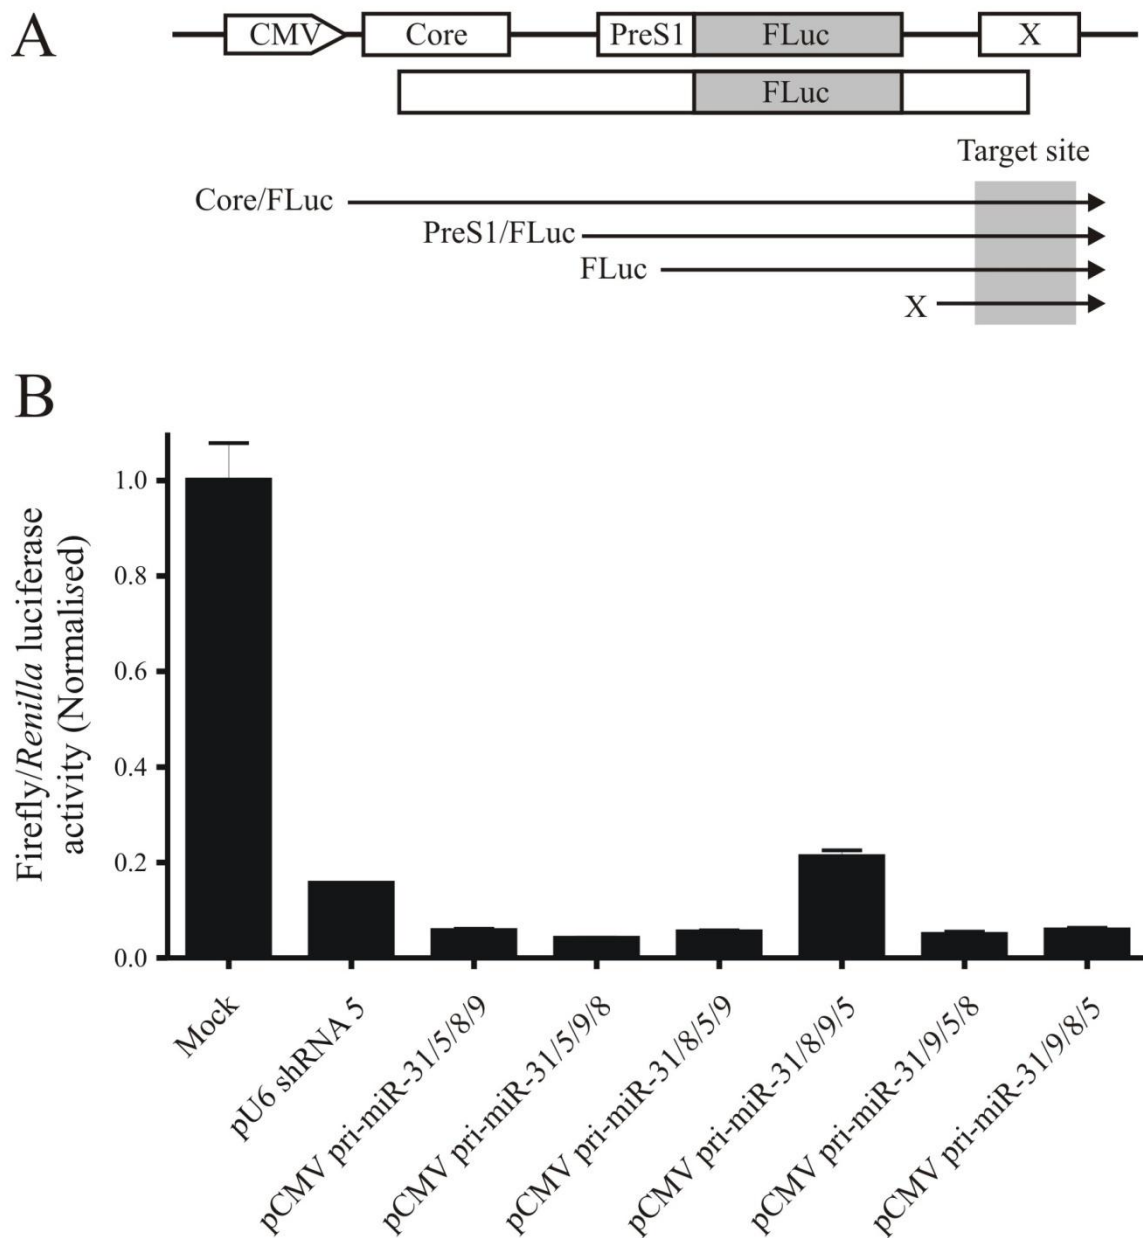 A
CMV Core PreS1 FLuc X
FLuc
Target site
Core/FLuc
PreS1/FLuc
FLuc
X
B
Firefly/Renilla luciferase
activity (Normalised)
1.0
0.8
0.6
0.4
0.2
0.0
Mock
pU6 shRNA 5
pCMV pri-miR-31/5/8/9
pCMV pri-miR-31/5/9/8
pCMV pri-miR-31/8/5/9
pCMV pri-miR-31/8/9/5
pCMV pri-miR-31/9/5/8
pCMV pri-miR-31/9/8/5